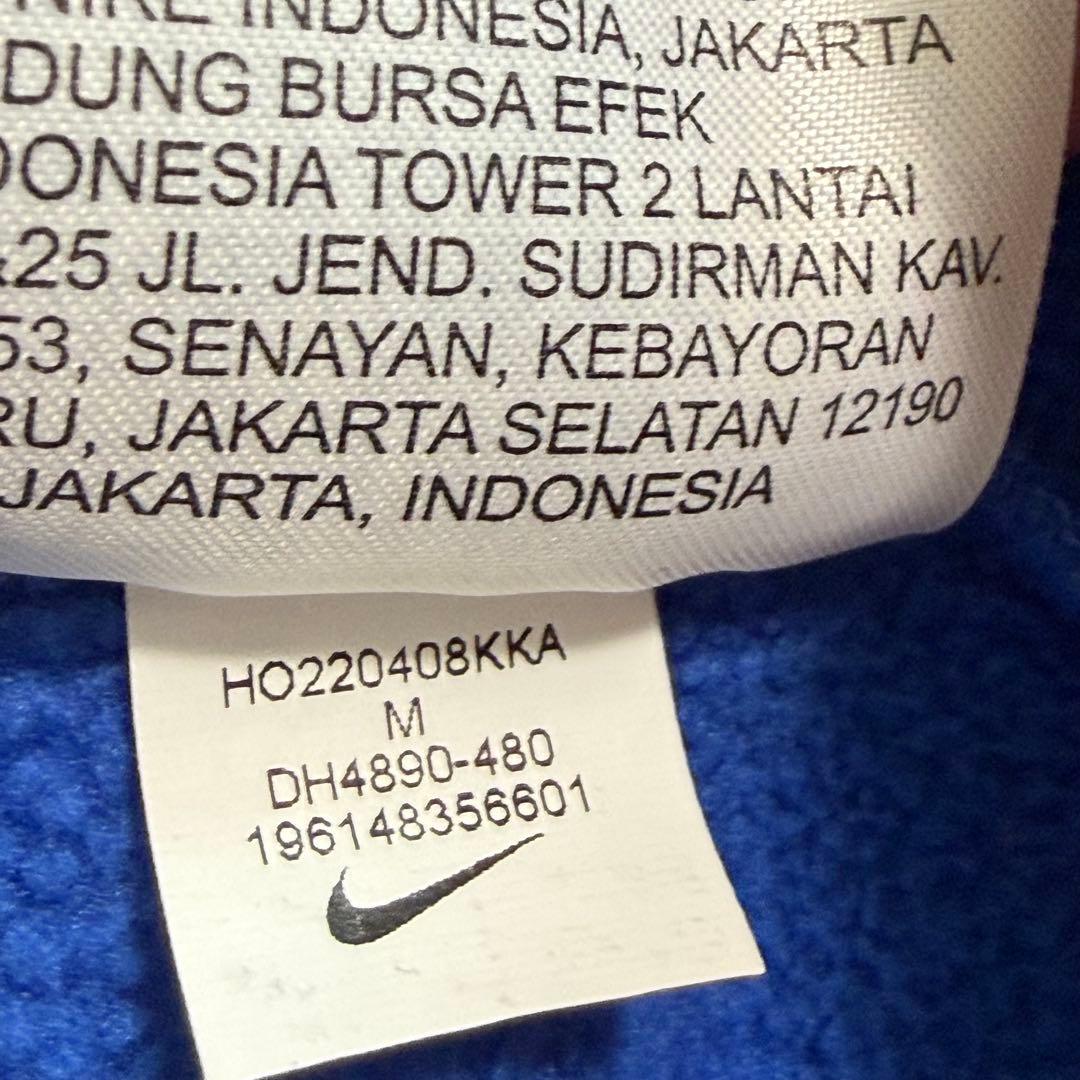 NIKE INDONESIA, JAKARTA
DUNG BURSA EFEK
DONESIA TOWER 2 LANTAI
&25 JL. JEND. SUDIRMAN KAV.
53, SENAYAN, KEBAYORAN
RU, JAKARTA SELATAN 12190
JAKARTA, INDONESIA
HO220408KKA
M
DH4890-480
196148356601